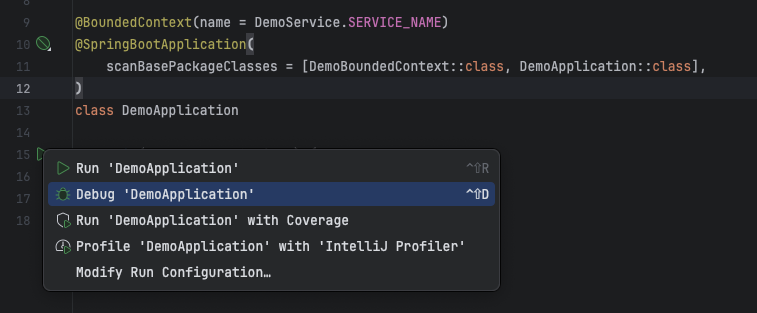 8
9 @BoundedContext(name = DemoService.SERVICE_NAME)
10 @SpringBootApplication(
11 scanBasePackageClasses = [DemoBoundedContext::class, DemoApplication::class],
12 )
13 class DemoApplication
14
15
Run 'DemoApplication' ⌃⇧R
16
Debug 'DemoApplication' ⌃⇧D
17
18 Run 'DemoApplication' with Coverage
Profile 'DemoApplication' with 'IntelliJ Profiler'
Modify Run Configuration…